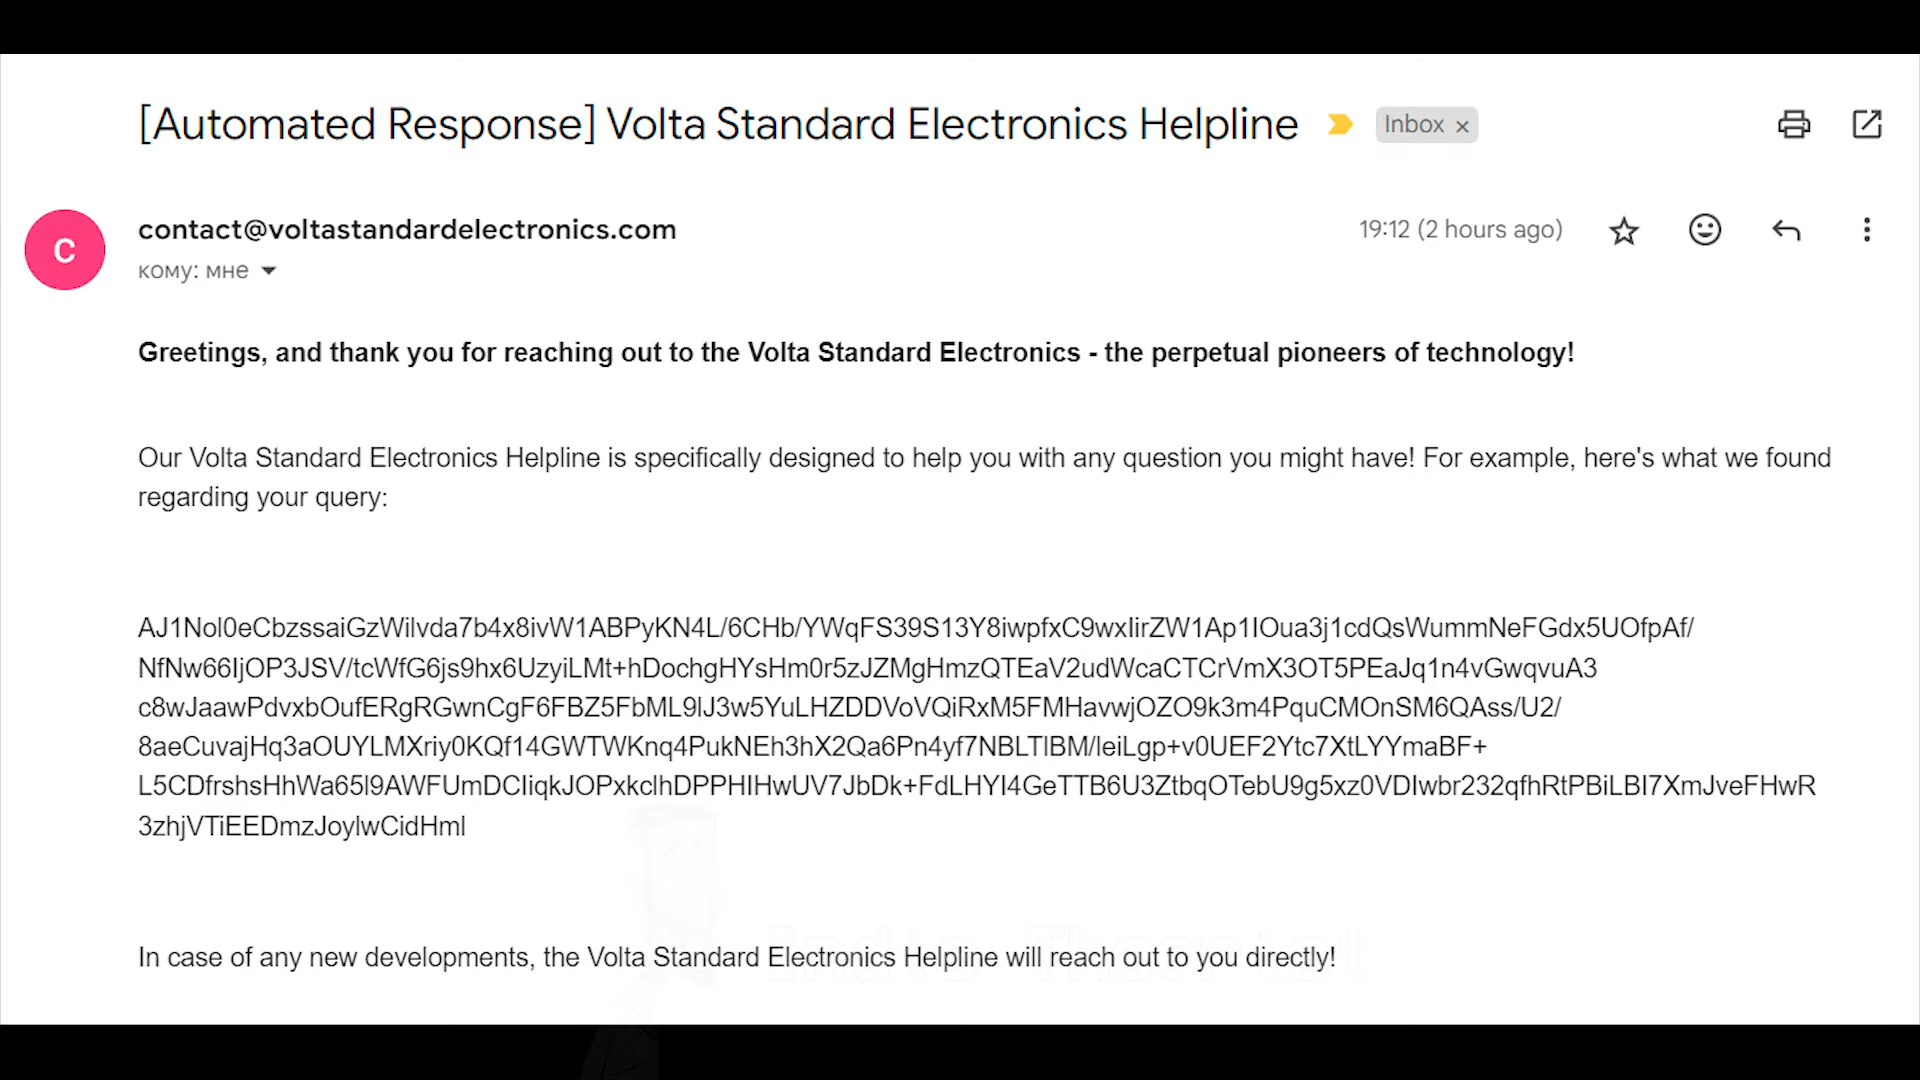 [Automated Response] Volta Standard Electronics Helpline Inbox ×
C
contact@voltastandardelectronics.com 19:12 (2 hours ago)
кому: мне
Greetings, and thank you for reaching out to the Volta Standard Electronics - the perpetual pioneers of technology!
Our Volta Standard Electronics Helpline is specifically designed to help you with any question you might have! For example, here's what we found
regarding your query:
AJ1Nol0eCbzssaiGzWilvda7b4x8ivW1ABPyKN4L/6CHb/YWqFS39S13Y8iwpfxC9wxIirZW1Ap1IOua3j1cdQsWummNeFGdx5UOfpAf/
NfNw66IjOP3JSV/tcWfG6js9hx6UzyiLMt+hDochgHYsHm0r5zJZMgHmzQTEaV2udWcaCTCrVmX3OT5PEaJq1n4vGwqvuA3
c8wJaawPdvxbOufERgRGwnCgF6FBZ5FbML9lJ3w5YuLHZDDVoVQiRxM5FMHavwjOZO9k3m4PquCMOnSM6QAss/U2/
8aeCuvajHq3aOUYLMXriy0KQf14GWTWKnq4PukNEh3hX2Qa6Pn4yf7NBLTlBM/leiLgp+v0UEF2Ytc7XtLYYmaBF+
L5CDfrshsHhWa65l9AWFUmDCIiqkJOPxkclhDPPHIHwUV7JbDk+FdLHYI4GeTTB6U3ZtbqOTebU9g5xz0VDIwbr232qfhRtPBiLBI7XmJveFHwR
3zhjVTiEEDmzJoylwCidHml
In case of any new developments, the Volta Standard Electronics Helpline will reach out to you directly!
Indie Theorist